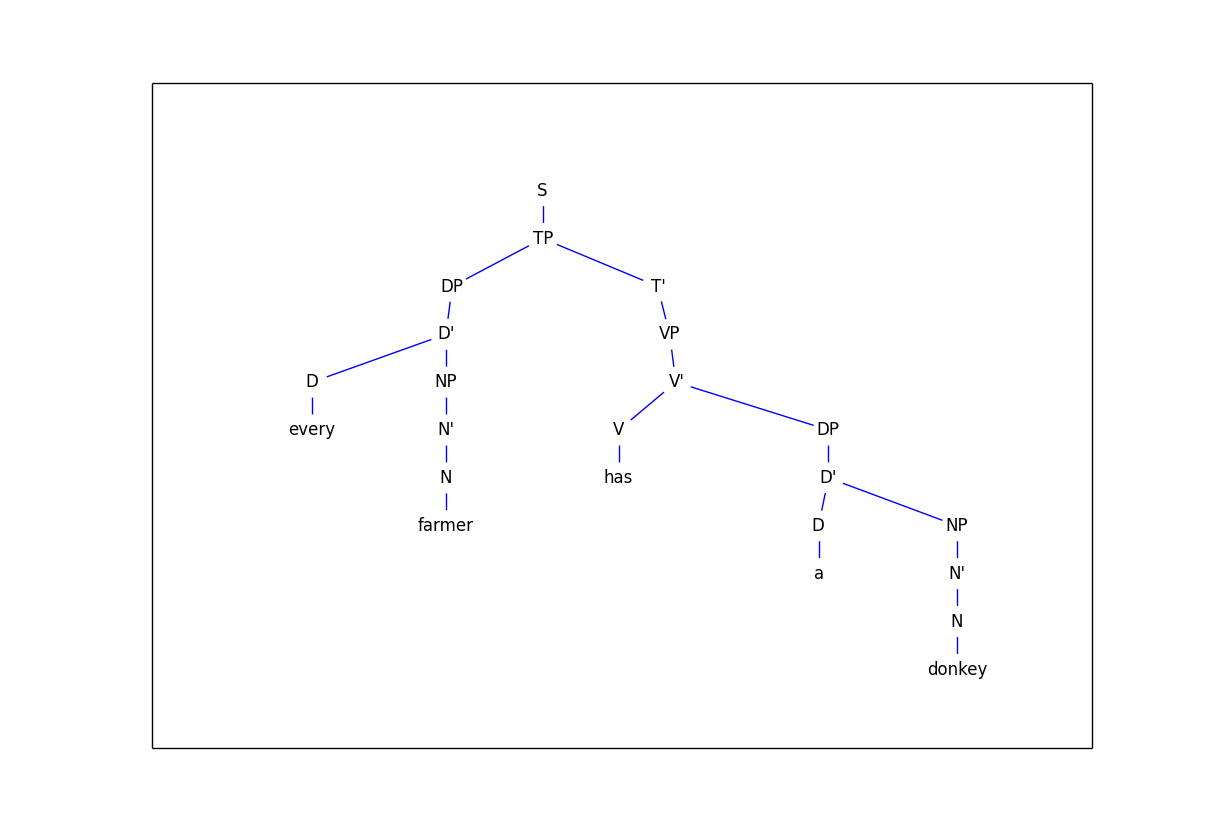 S
TP
DP T'
D' VP
D NP V'
every N' V DP
N has D'
farmer D NP
a N'
N
donkey